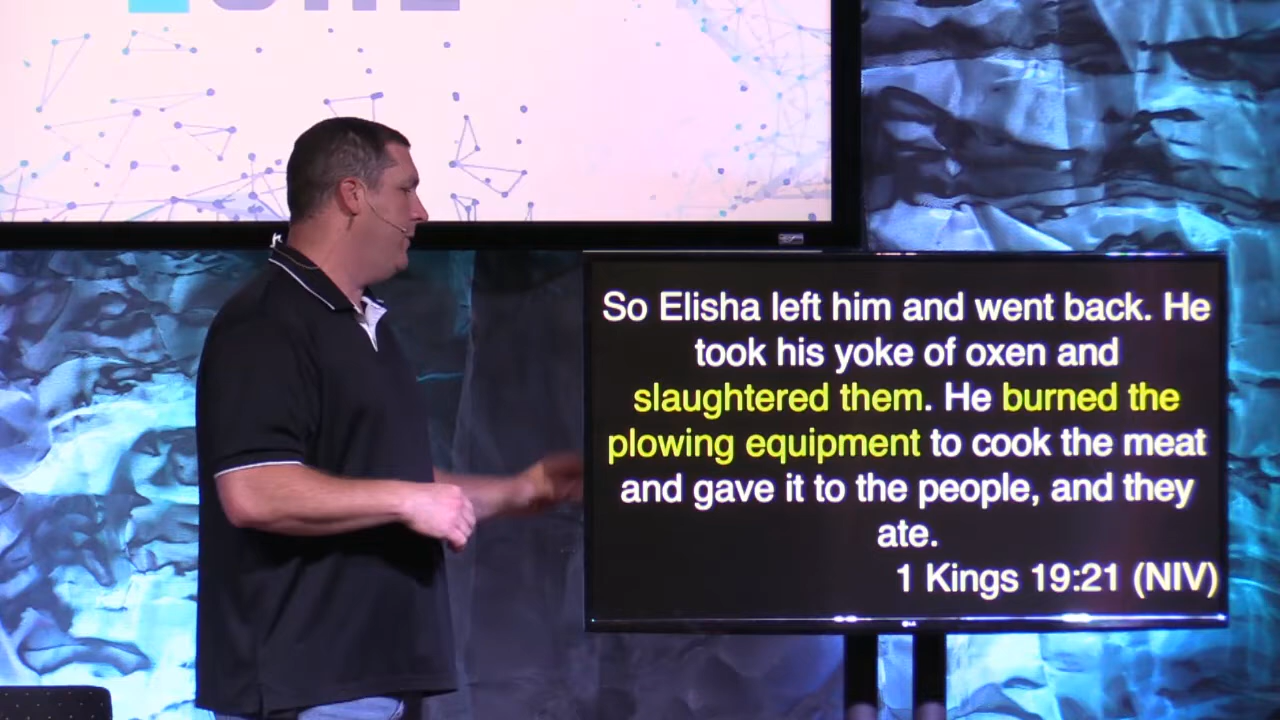 So Elisha left him and went back. He
took his yoke of oxen and
slaughtered them. He burned the
plowing equipment to cook the meat
and gave it to the people, and they
ate.
1 Kings 19:21 (NIV)